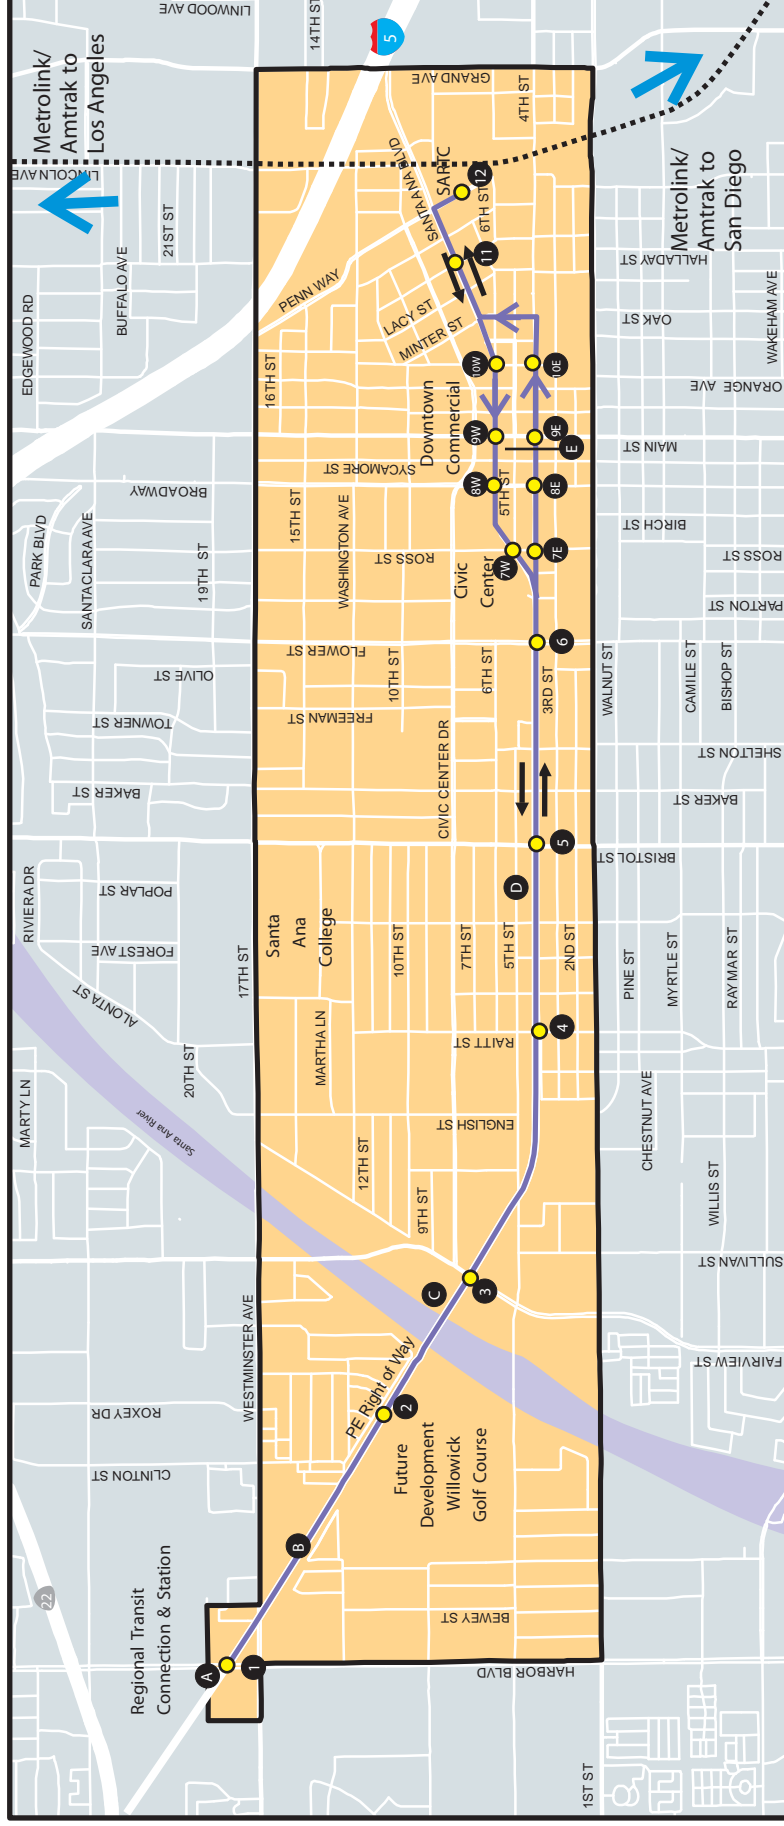 LINWOOD AVE
14TH ST
5
GRAND AVE
4TH ST
Metrolink/
Amtrak to
Los Angeles
LINCOLN AVE
SANTA ANA BLVD
SARTC
12
6TH ST
11
Metrolink/
Amtrak to
San Diego
HALLADAY ST
21ST ST
BUFFALO AVE
EDGEWOOD RD
PENN WAY
LACY ST
MINTER ST
OAK ST
WAKEHAM AVE
16TH ST
10W
10E
ORANGE AVE
Downtown
Commercial
9W
9E
E
MAIN ST
SYCAMORE ST
BROADWAY
8W
5TH ST
8E
PARK BLVD
SANTA CLARA AVE
19TH ST
15TH ST
WASHINGTON AVE
ROSS ST
Civic
Center
7W
7E
BIRCH ST
ROSS ST
PARTON ST
FLOWER ST
6
OLIVE ST
10TH ST
6TH ST
3RD ST
WALNUT ST
CAMILE ST
BISHOP ST
TOWNER ST
FREEMAN ST
CIVIC CENTER DR
SHELTON ST
BAKER ST
BAKER ST
5
BRISTOL ST
RIVIERA DR
POPLAR ST
D
FOREST AVE
17TH ST
Santa
Ana
College
10TH ST
7TH ST
5TH ST
2ND ST
PINE ST
MYRTLE ST
RAYMAR ST
ALONTA ST
4
RAITT ST
MARTY LN
20TH ST
MARTHA LN
Santa Ana River
ENGLISH ST
CHESTNUT AVE
12TH ST
9TH ST
WILLIS ST
SULLIVAN ST
C
3
WESTMINSTER AVE
PE Right of Way
FAIRVIEW ST
ROXEY DR
2
Future
Development
Willowick
Golf Course
CLINTON ST
B
22
Regional Transit
Connection & Station
BEWEY ST
A
1
HARBOR BLVD
1ST ST